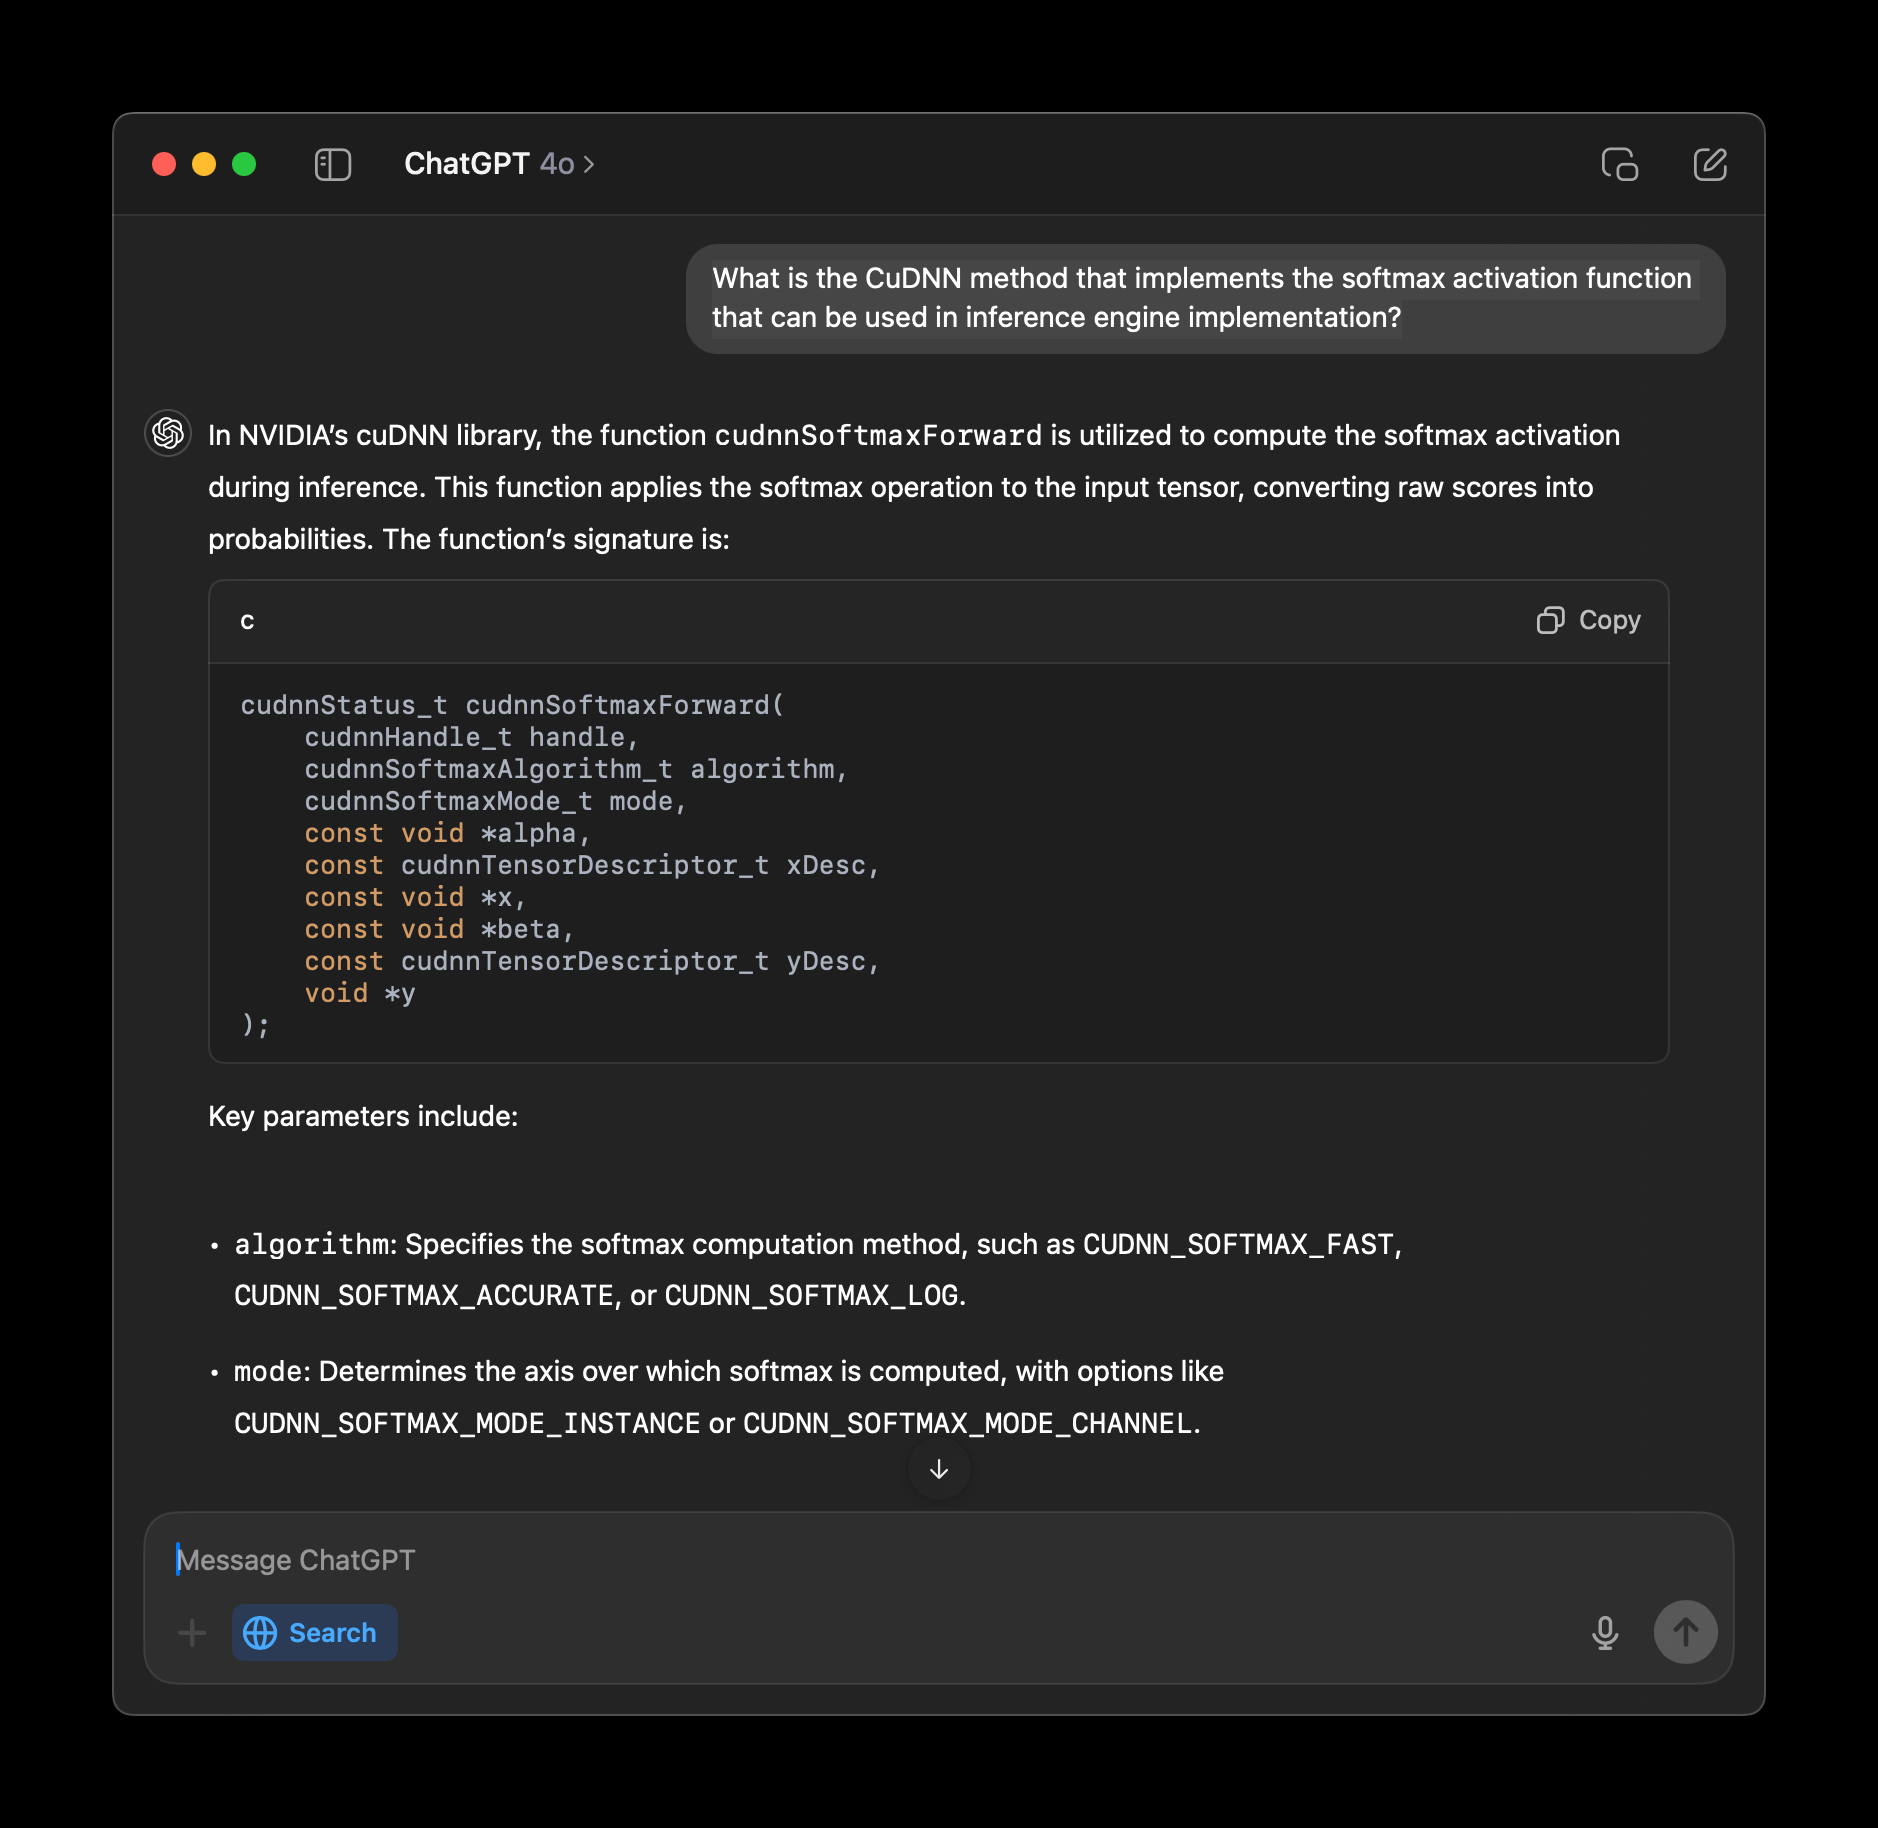 ChatGPT 4o
What is the CuDNN method that implements the softmax activation function
that can be used in inference engine implementation?
In NVIDIA’s cuDNN library, the function cudnnSoftmaxForward is utilized to compute the softmax activation
during inference. This function applies the softmax operation to the input tensor, converting raw scores into
probabilities. The function’s signature is:
c
Copy
cudnnStatus_t cudnnSoftmaxForward(
    cudnnHandle_t handle,
    cudnnSoftmaxAlgorithm_t algorithm,
    cudnnSoftmaxMode_t mode,
    const void *alpha,
    const cudnnTensorDescriptor_t xDesc,
    const void *x,
    const void *beta,
    const cudnnTensorDescriptor_t yDesc,
    void *y
);
Key parameters include:
• algorithm: Specifies the softmax computation method, such as CUDNN_SOFTMAX_FAST,
CUDNN_SOFTMAX_ACCURATE, or CUDNN_SOFTMAX_LOG.
• mode: Determines the axis over which softmax is computed, with options like
CUDNN_SOFTMAX_MODE_INSTANCE or CUDNN_SOFTMAX_MODE_CHANNEL.
Message ChatGPT
Search